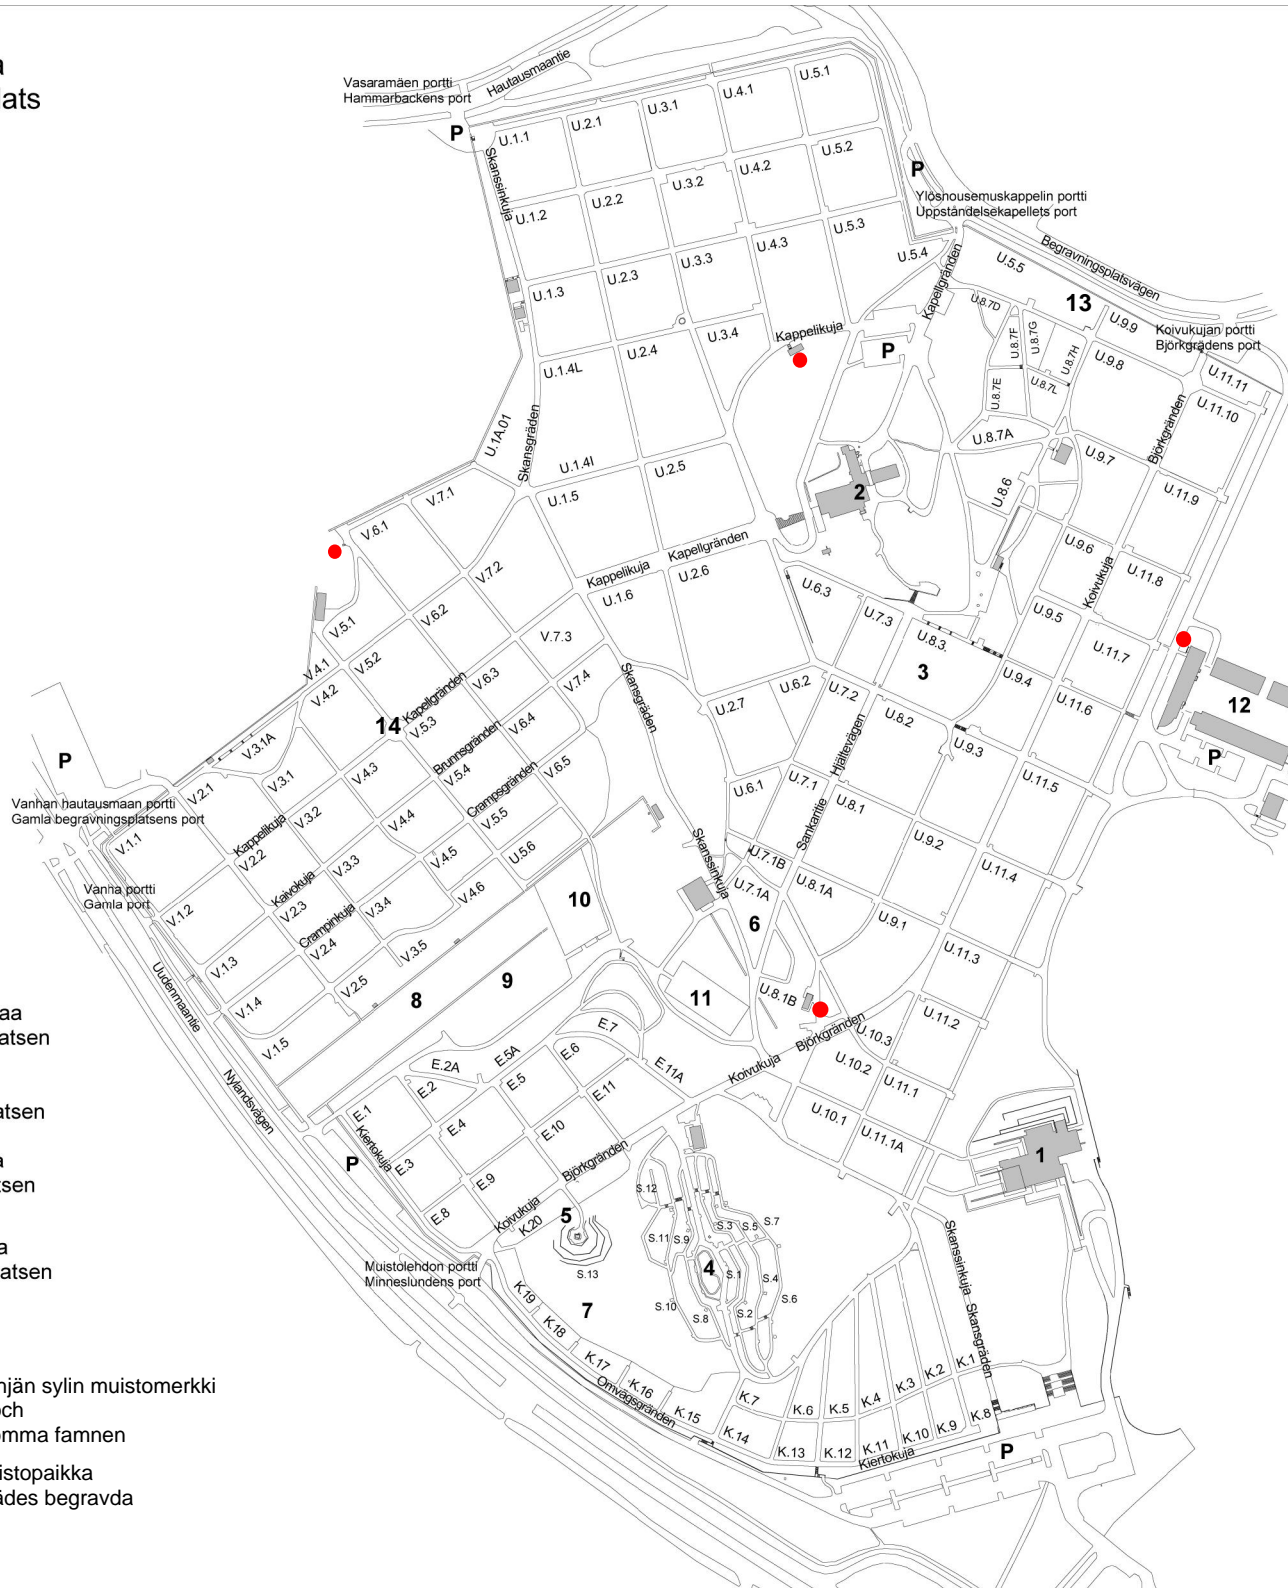 a
lats
Vasaramäen portti
Hammarbackens port
Hautausmaantie
P
U.1.1
U.2.1
U.3.1
U.4.1
U.5.1
Skanssinkuja
U.1.2
U.2.2
U.3.2
U.4.2
U.5.2
P
Ylösnousemuskappelin portti
Uppståndelsekapellets port
U.1.3
U.2.3
U.3.3
U.4.3
U.5.3
U.5.4
Kapellgränden
U.5.5
Begravningsplatsvägen
13
U.8.7D
U.8.7F
U.8.7G
U.8.7H
U.9.9
Koivukujan portti
Björkgrädens port
U.1.4L
U.2.4
U.3.4
Kappelikuja
P
U.8.7E
U.8.7L
U.9.8
U.11.11
U.11.10
U.1A.01
Skansgräden
U.1.4I
U.8.7A
Björkgränden
U.9.7
V.7.1
U.1.5
U.2.5
2
U.8.6
U.11.9
V.6.1
V.7.2
Kappelikuja
Kapellgränden
U.9.6
U.11.8
Koivukuja
V.5.1
V.6.2
U.1.6
U.2.6
U.6.3
U.7.3
U.8.3.
U.9.5
U.11.7
V.4.1
V.5.2
V.7.3
V.4.2
Kapellgränden
V.6.3
V.7.4
Skansgräden
U.6.2
U.7.2
3
U.9.4
U.11.6
12
14
V.5.3
V.6.4
U.2.7
Hjältevägen
U.8.2
P
V.3.1A
Brunnsgränden
V.6.5
U.9.3
P
V.2.1
V.3.1
V.4.3
V.5.4
Crampsgränden
U.6.1
U.7.1
U.8.1
U.11.5
Vanhan hautausmaan portti
Gamla begravningsplatsens port
V.1.1
Kappelikuja
V.3.2
V.4.4
V.5.5
Sankaritie
U.9.2
V.2.2
V.3.3
V.4.5
U.5.6
Skanssinkuja
U.7.1B
U.11.4
Vanha portti
Gamla port
Kaivokuja
V.4.6
U.7.1A
U.8.1A
V.1.2
V.2.3
V.3.4
10
6
U.9.1
Crampinkuja
V.2.4
V.3.5
V.1.3
V.2.5
9
11
U.8.1B
U.11.3
V.1.4
8
Uudenmaantie
E.7
U.11.2
V.1.5
E.6
Björkgränden
U.10.3
aa
atsen
E.2A
E.5A
E.11A
Koivukuja
U.10.2
E.2
E.5
E.11
U.11.1
Nylandsvägen
E.1
E.4
E.10
U.10.1
atsen
Kiertokuja
U.11.1A
1
P
E.3
Björkgränden
a
tsen
E.9
S.12
E.8
Koivukuja
K.20
5
S.11
S.9
S.3
S.5
S.7
a
atsen
Muistolehdon portti
Minneslundens port
S.13
4
S.1
S.4
Skanssinkuja
K.19
7
S.10
S.8
S.2
S.6
K.18
Skansgräden
K.17
K.16
K.15
Omvägsgränden
K.7
K.6
K.5
K.4
K.3
K.2
K.1
njän sylin muistomerkki
och
omma famnen
K.14
K.13
K.12
K.11
K.10
K.9
K.8
Kiertokuja
P
istopaikka
ädes begravda